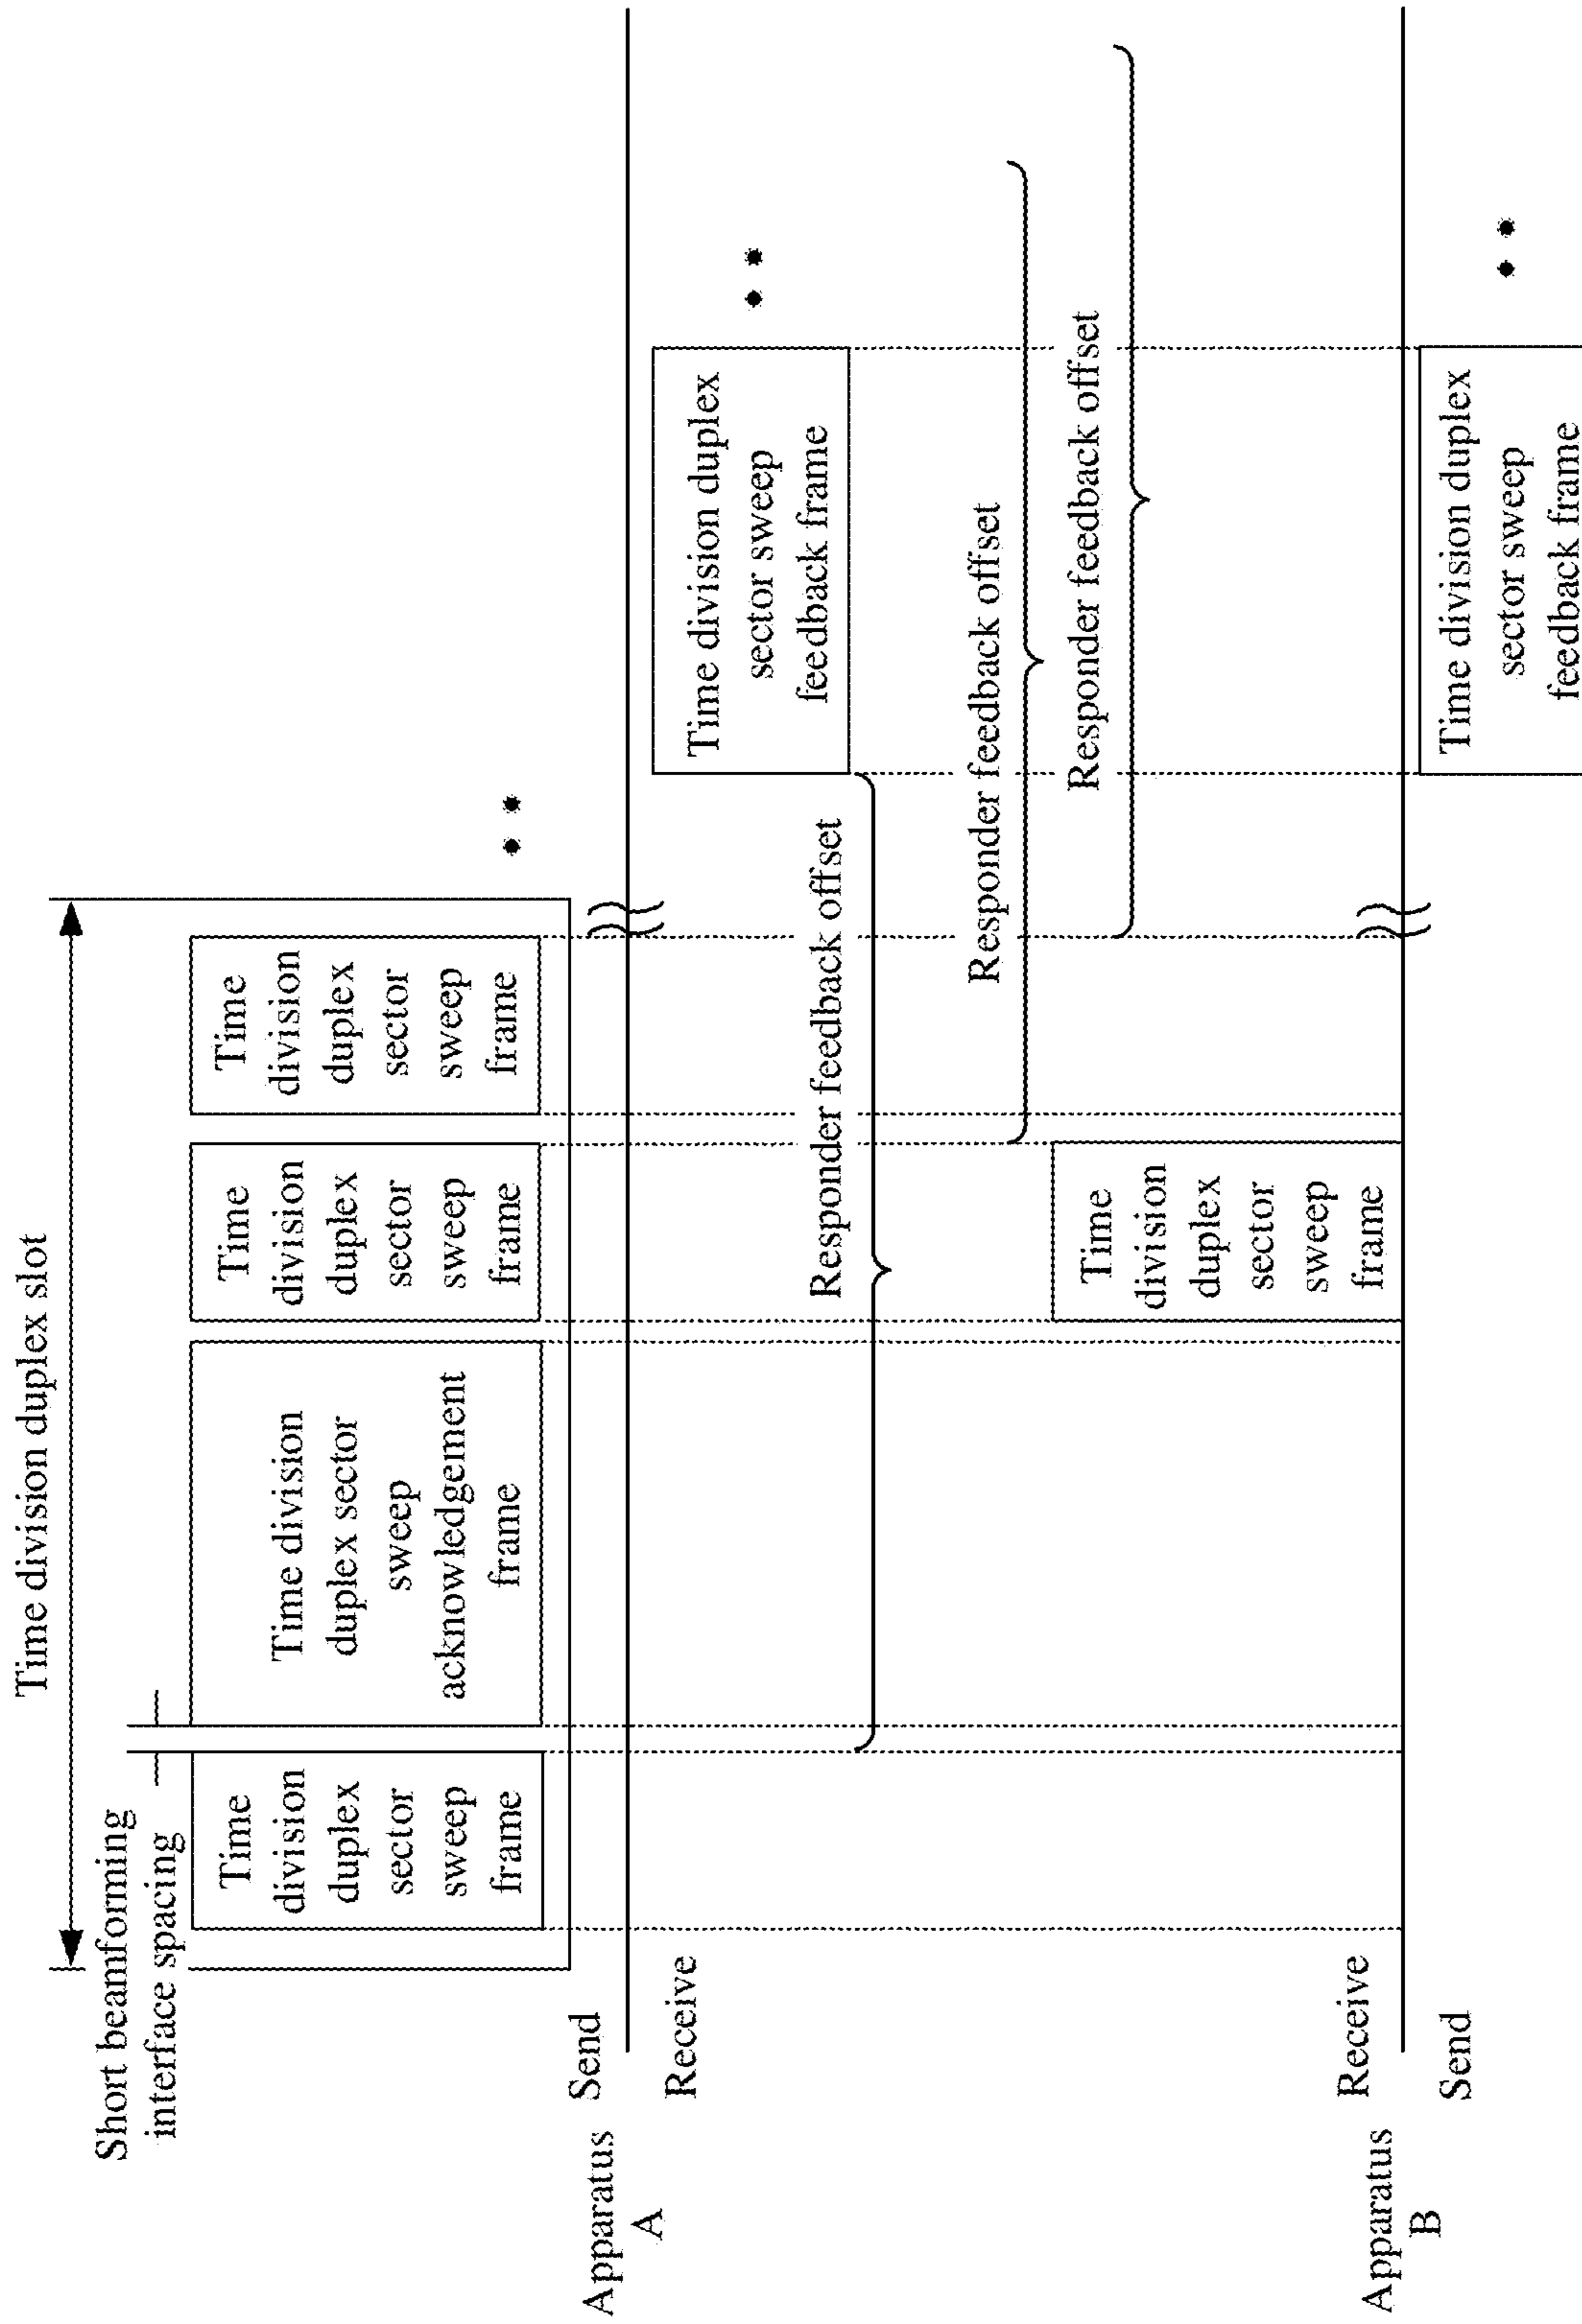 Time division duplex slot
Short beamforming
interface spacing
Time
division
duplex
sector
sweep
frame
Time division
duplex sector
sweep
acknowledgement
frame
Time
division
duplex
sector
sweep
frame
Time
division
duplex
sector
sweep
frame
Apparatus
A
Send
Receive
Time division duplex
sector sweep
feedback frame
Responder feedback offset
Responder feedback offset
Responder feedback offset
Time
division
duplex
sector
sweep
frame
Apparatus
B
Receive
Send
Time division duplex
sector sweep
feedback frame